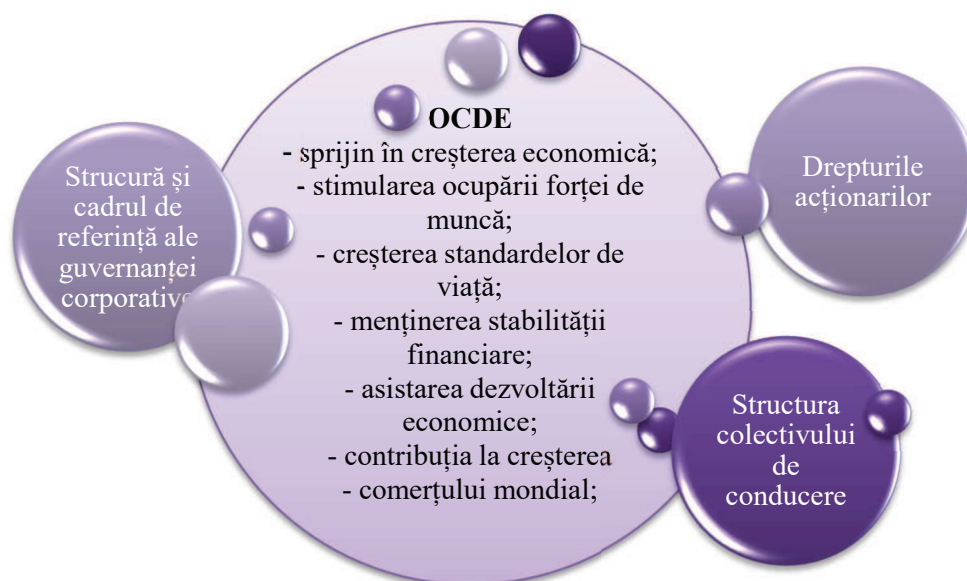 OCDE
- sprijin în creșterea economică;
- stimularea ocupării forței de
muncă;
- creșterea standardelor de
viață;
- menținerea stabilității
financiare;
- asistarea dezvoltării
economice;
- contribuția la creșterea
- comerțului mondial;
Strucură și
cadrul de
referință ale
guvernanței
corporative
Drepturile
acționarilor
Structura
colectivului
de
conducere